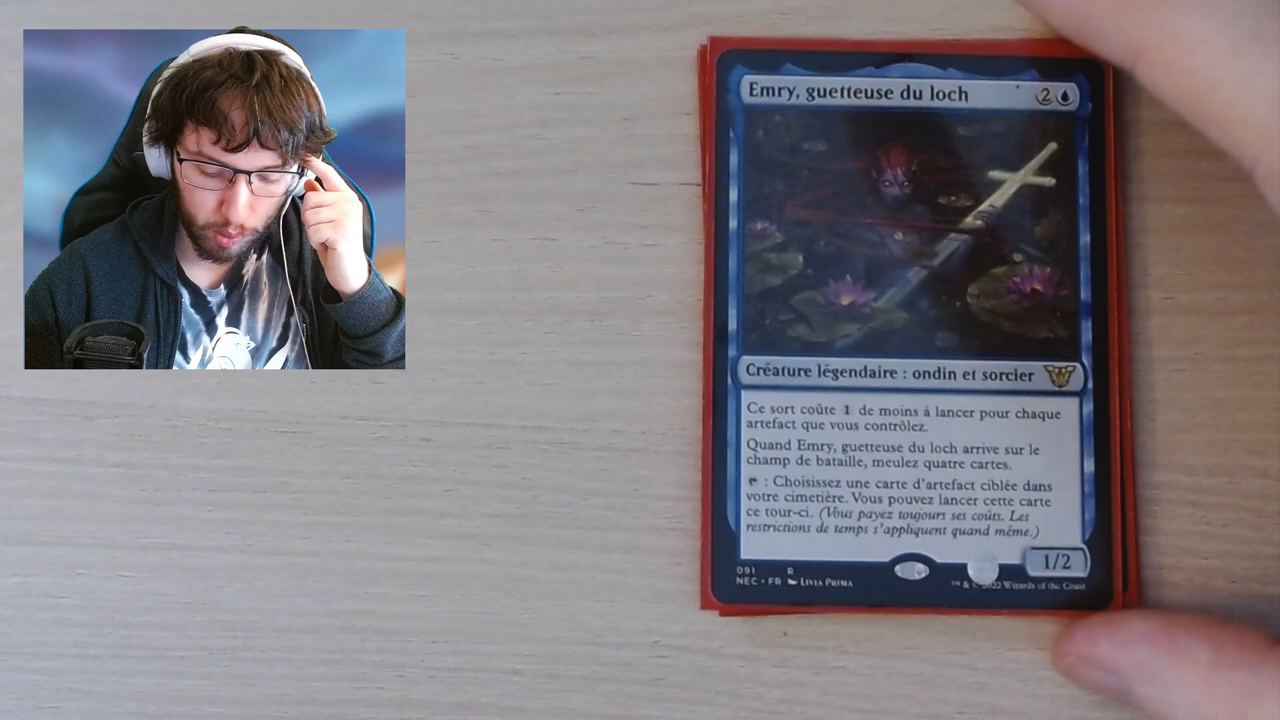 Emry, guetteuse du loch 2
Créature légendaire : ondin et sorcier
Ce sort coûte 1 de moins à lancer pour chaque
artefact que vous contrôlez.
Quand Emry, guetteuse du loch arrive sur le
champ de bataille, meulez quatre cartes.
: Choisissez une carte d'artefact ciblée dans
votre cimetière. Vous pouvez lancer cette carte
ce tour-ci. (Vous payez toujours ses coûts. Les
restrictions de temps s'appliquent quand même.)
1/2
091 R
NEC • FR Livia Prima
™ & © 2022 Wizards of the Coast